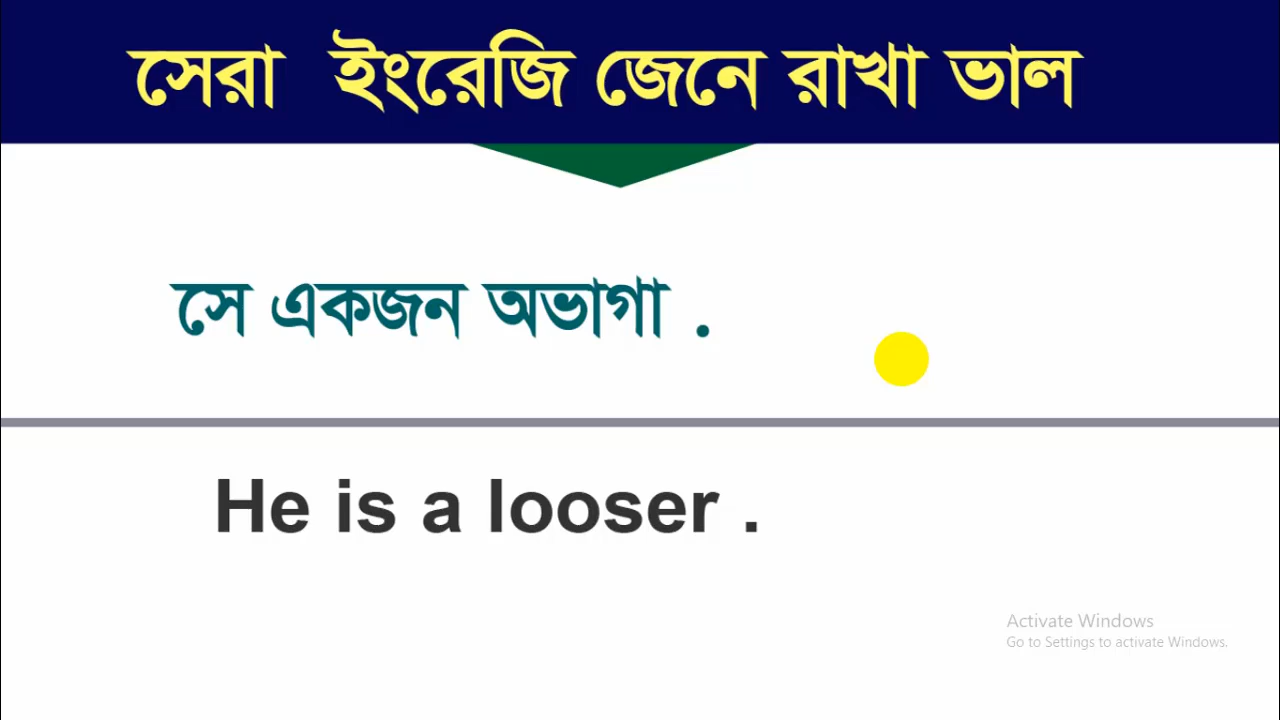 সেরা ইংরেজি জেনে রাখা ভাল
সে একজন অভাগা .
He is a looser .
Activate Windows
Go to Settings to activate Windows.